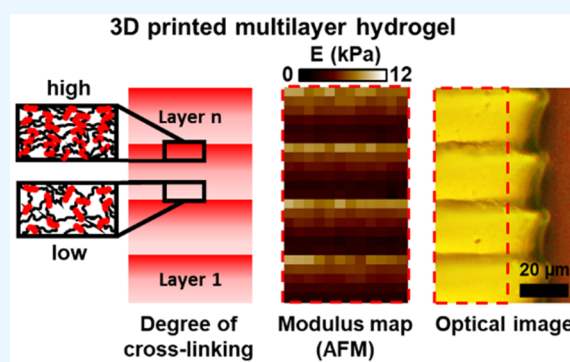 3D printed multilayer hydrogel
E (kPa)
0 12
high
Layer n
low
Layer 1
20 µm
Degree of
cross-linking
Modulus map
(AFM)
Optical image